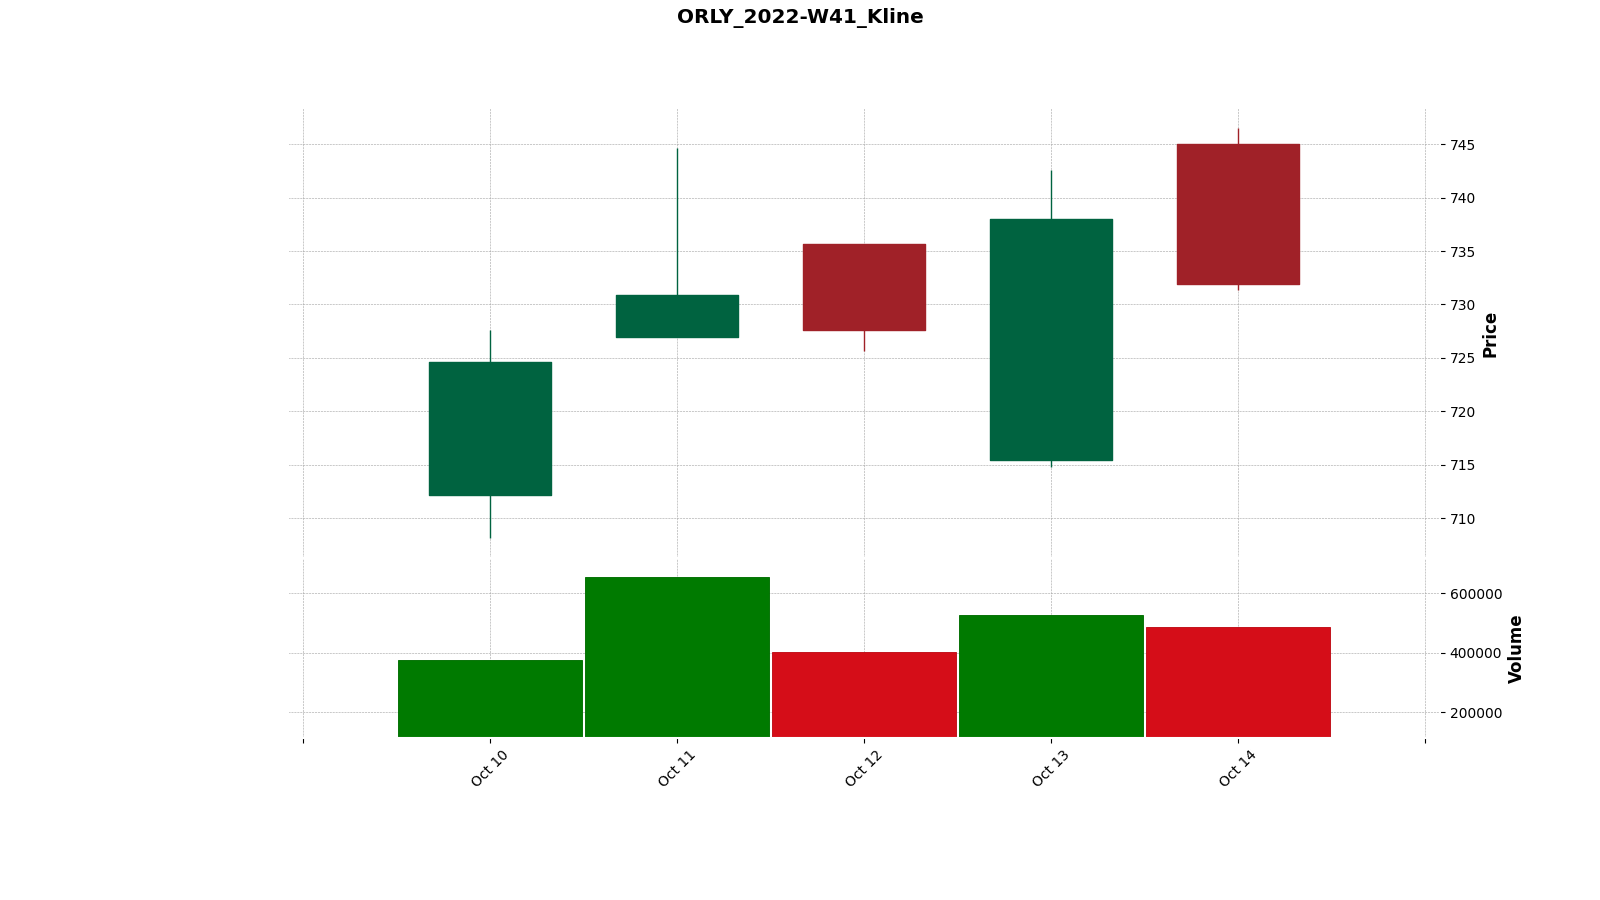 ORLY_2022-W41_Kline
745
740
735
730
725
720
715
710
Price
600000
400000
200000
Volume
Oct 10
Oct 11
Oct 12
Oct 13
Oct 14